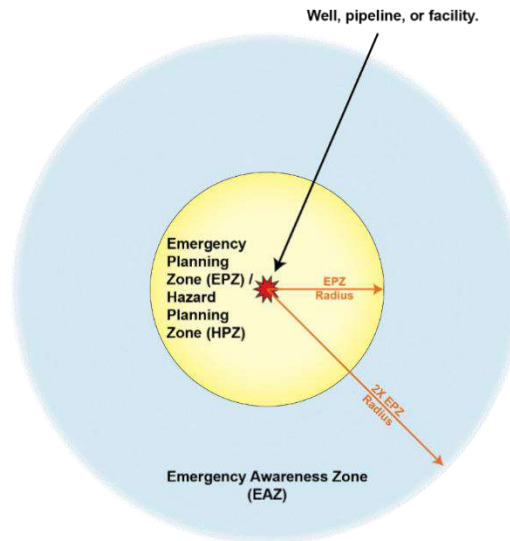 Well, pipeline, or facility.
Emergency
Planning
Zone (EPZ) /
Hazard
Planning
Zone (HPZ)
EPZ
Radius
2X EPZ
Radius
Emergency Awareness Zone
(EAZ)